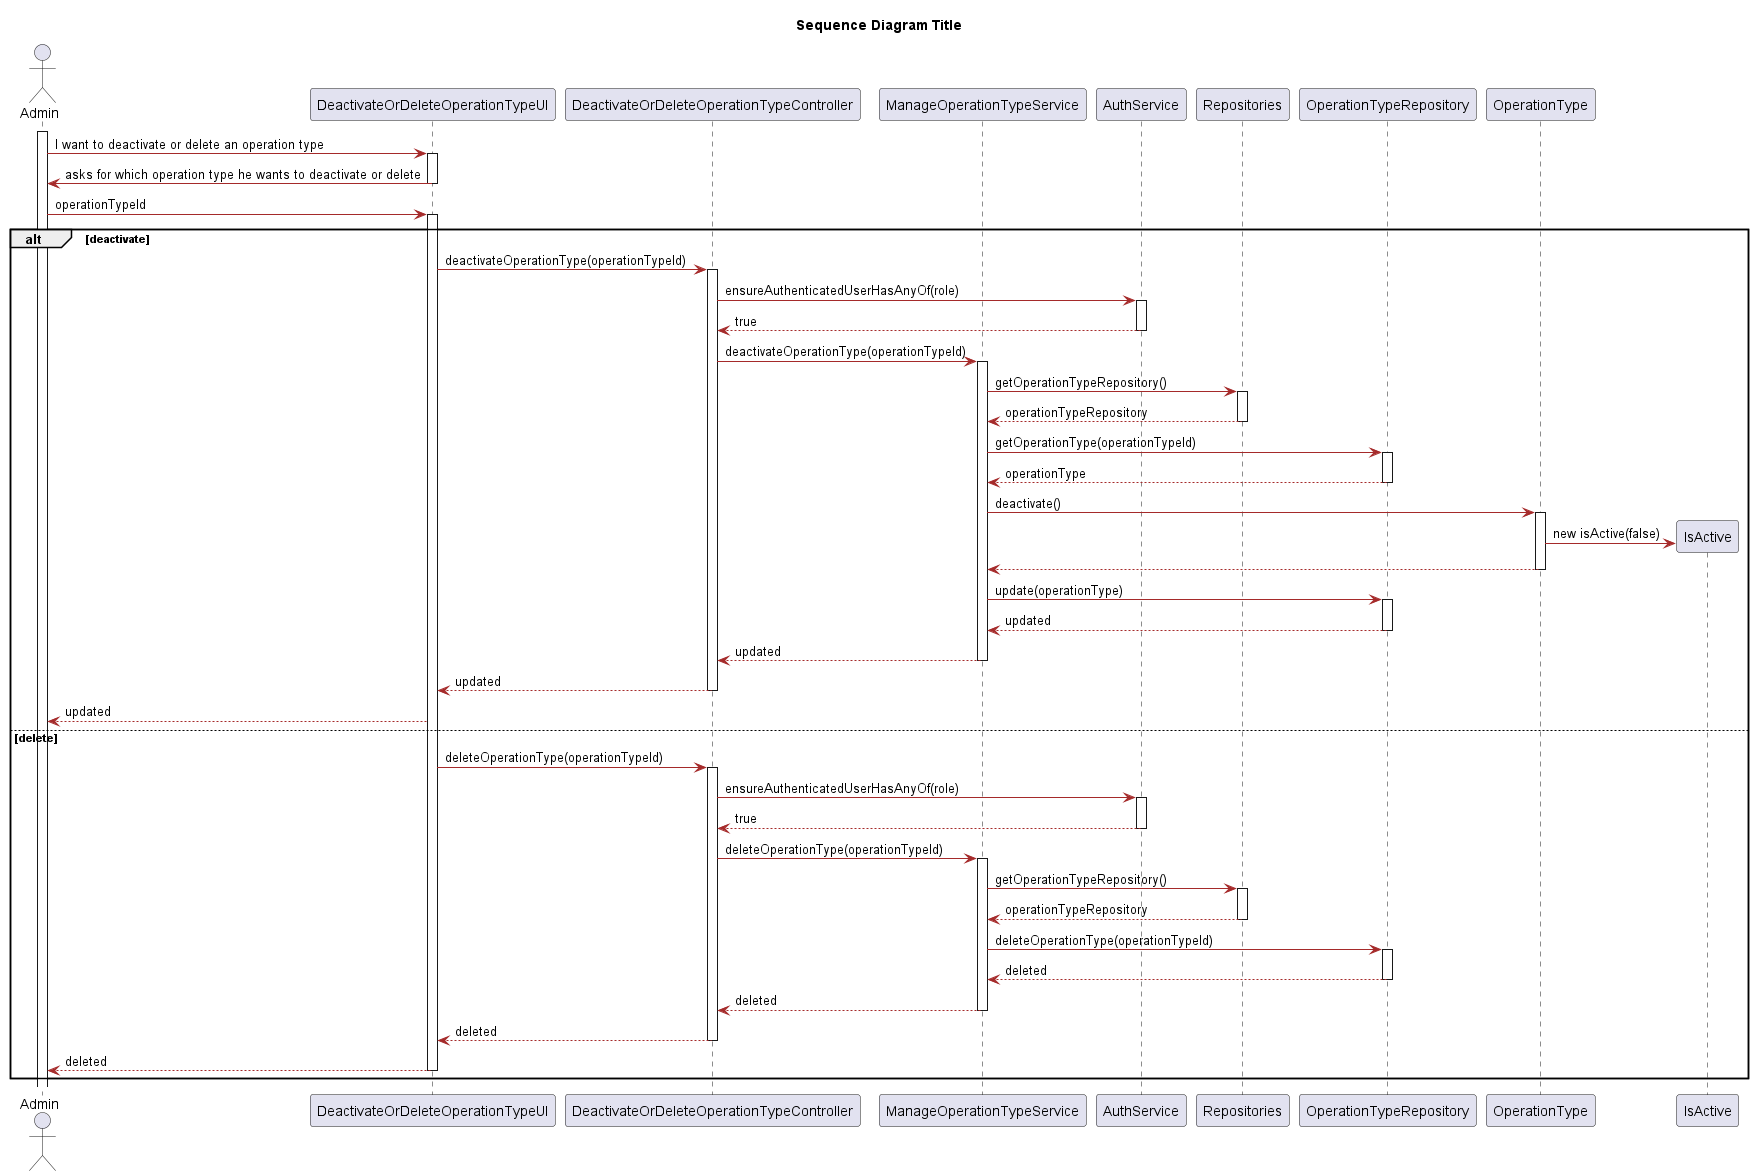 Sequence Diagram Title
Admin
DeactivateOrDeleteOperationTypeUI
DeactivateOrDeleteOperationTypeController
ManageOperationTypeService
AuthService
Repositories
OperationTypeRepository
OperationType
I want to deactivate or delete an operation type
asks for which operation type he wants to deactivate or delete
operationTypeId
alt
[deactivate]
deactivateOperationType(operationTypeId)
ensureAuthenticatedUserHasAnyOf(role)
true
deactivateOperationType(operationTypeId)
getOperationTypeRepository()
operationTypeRepository
getOperationType(operationTypeId)
operationType
deactivate()
new isActive(false)
IsActive
update(operationType)
updated
updated
updated
updated
[delete]
deleteOperationType(operationTypeId)
ensureAuthenticatedUserHasAnyOf(role)
true
deleteOperationType(operationTypeId)
getOperationTypeRepository()
operationTypeRepository
deleteOperationType(operationTypeId)
deleted
deleted
deleted
deleted
Admin
DeactivateOrDeleteOperationTypeUI
DeactivateOrDeleteOperationTypeController
ManageOperationTypeService
AuthService
Repositories
OperationTypeRepository
OperationType
IsActive